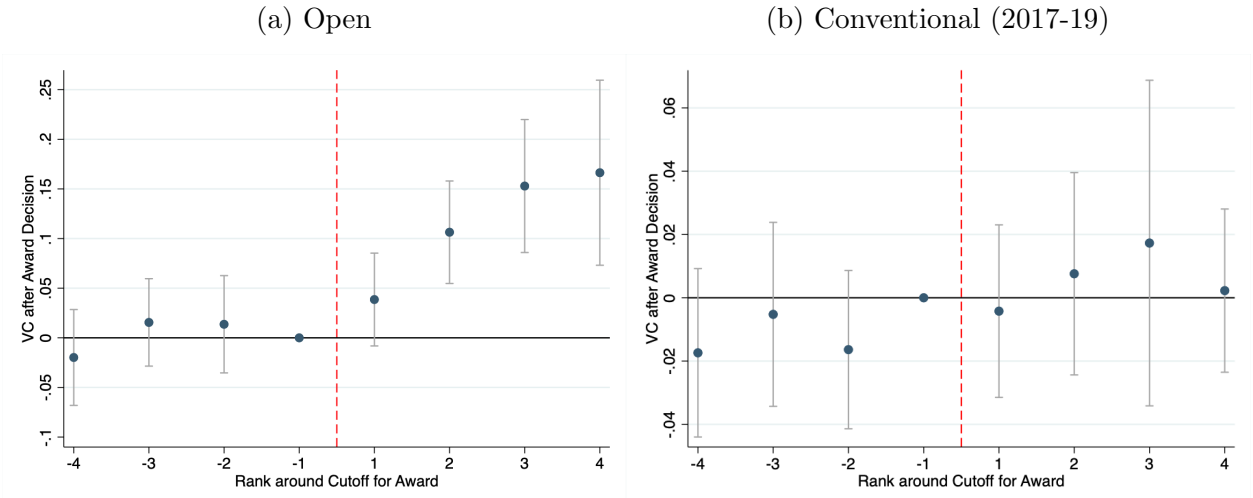 (a) Open
VC after Award Decision
.25
.2
.15
.1
.05
0
-.05
-.1
-4 -3 -2 -1 1 2 3 4
Rank around Cutoff for Award
(b) Conventional (2017-19)
VC after Award Decision
.06
.04
.02
0
-.02
-.04
-4 -3 -2 -1 1 2 3 4
Rank around Cutoff for Award